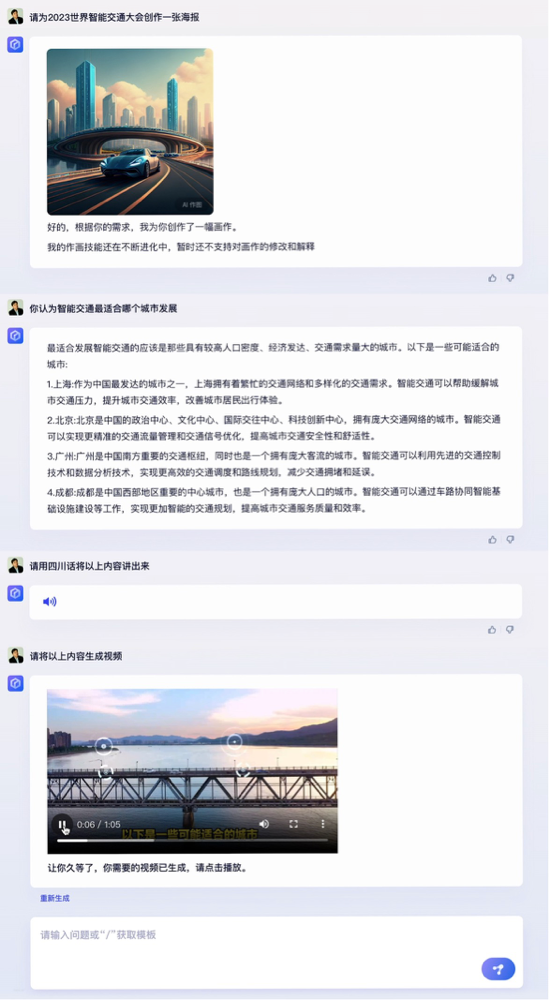 请为2023世界智能交通大会创作一张海报
AI 作图
好的，根据你的需求，我为你创作了一幅画作。
我的作画技能还在不断进化中，暂时还不支持对画作的修改和解释
你认为智能交通最适合哪个城市发展
最适合发展智能交通的应该是那些具有较高人口密度、经济发达、交通需求量大的城市。以下是一些可能适合的
城市:
1.上海:作为中国最发达的城市之一，上海拥有着繁忙的交通网络和多样化的交通需求。智能交通可以帮助缓解城
市交通压力，提升城市交通效率，改善城市居民出行体验。
2.北京:北京是中国的政治中心、文化中心、国际交往中心、科技创新中心，拥有庞大交通网络的城市。智能交通
可以实现更精准的交通流量管理和交通信号优化，提高城市交通安全性和舒适性。
3.广州:广州是中国南方重要的交通枢纽，同时也是一个拥有庞大客流的城市。智能交通可以利用先进的交通控制
技术和数据分析技术，实现更高效的交通调度和路线规划，减少交通拥堵和延误。
4.成都:成都是中国西部地区重要的中心城市，也是一个拥有庞大人口的城市。智能交通可以通过车路协同智能基
础设施建设等工作，实现更加智能的交通规划，提高城市交通服务质量和效率。
请用四川话将以上内容讲出来
请将以上内容生成视频
0:06 / 1:05
以下是一些可能适合的城市
让你久等了，你需要的视频已生成，请点击播放。
重新生成
请输入问题或“/”获取模板